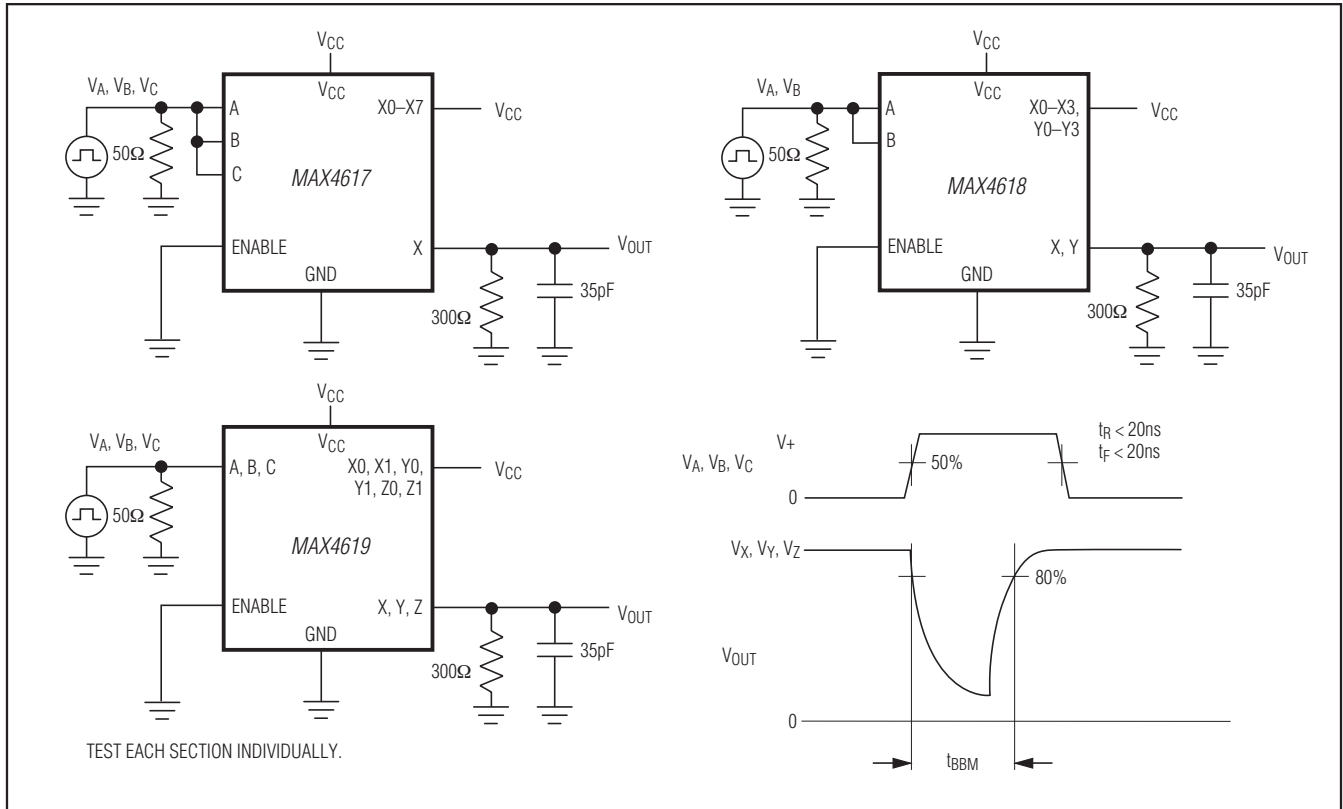 VCC
VCC
VA, VB, VC
A
X0–X7
VCC
50Ω
B
C
MAX4617
ENABLE
X
VOUT
GND
300Ω
35pF
VCC
VCC
VA, VB
A
X0–X3,
Y0–Y3
VCC
50Ω
B
MAX4618
ENABLE
X, Y
VOUT
GND
300Ω
35pF
VCC
VCC
VA, VB, VC
A, B, C
X0, X1, Y0,
Y1, Z0, Z1
VCC
50Ω
MAX4619
ENABLE
X, Y, Z
VOUT
GND
300Ω
35pF
TEST EACH SECTION INDIVIDUALLY.
V+
tR < 20ns
tF < 20ns
VA, VB, VC
50%
0
VX, VY, VZ
80%
VOUT
0
tBBM